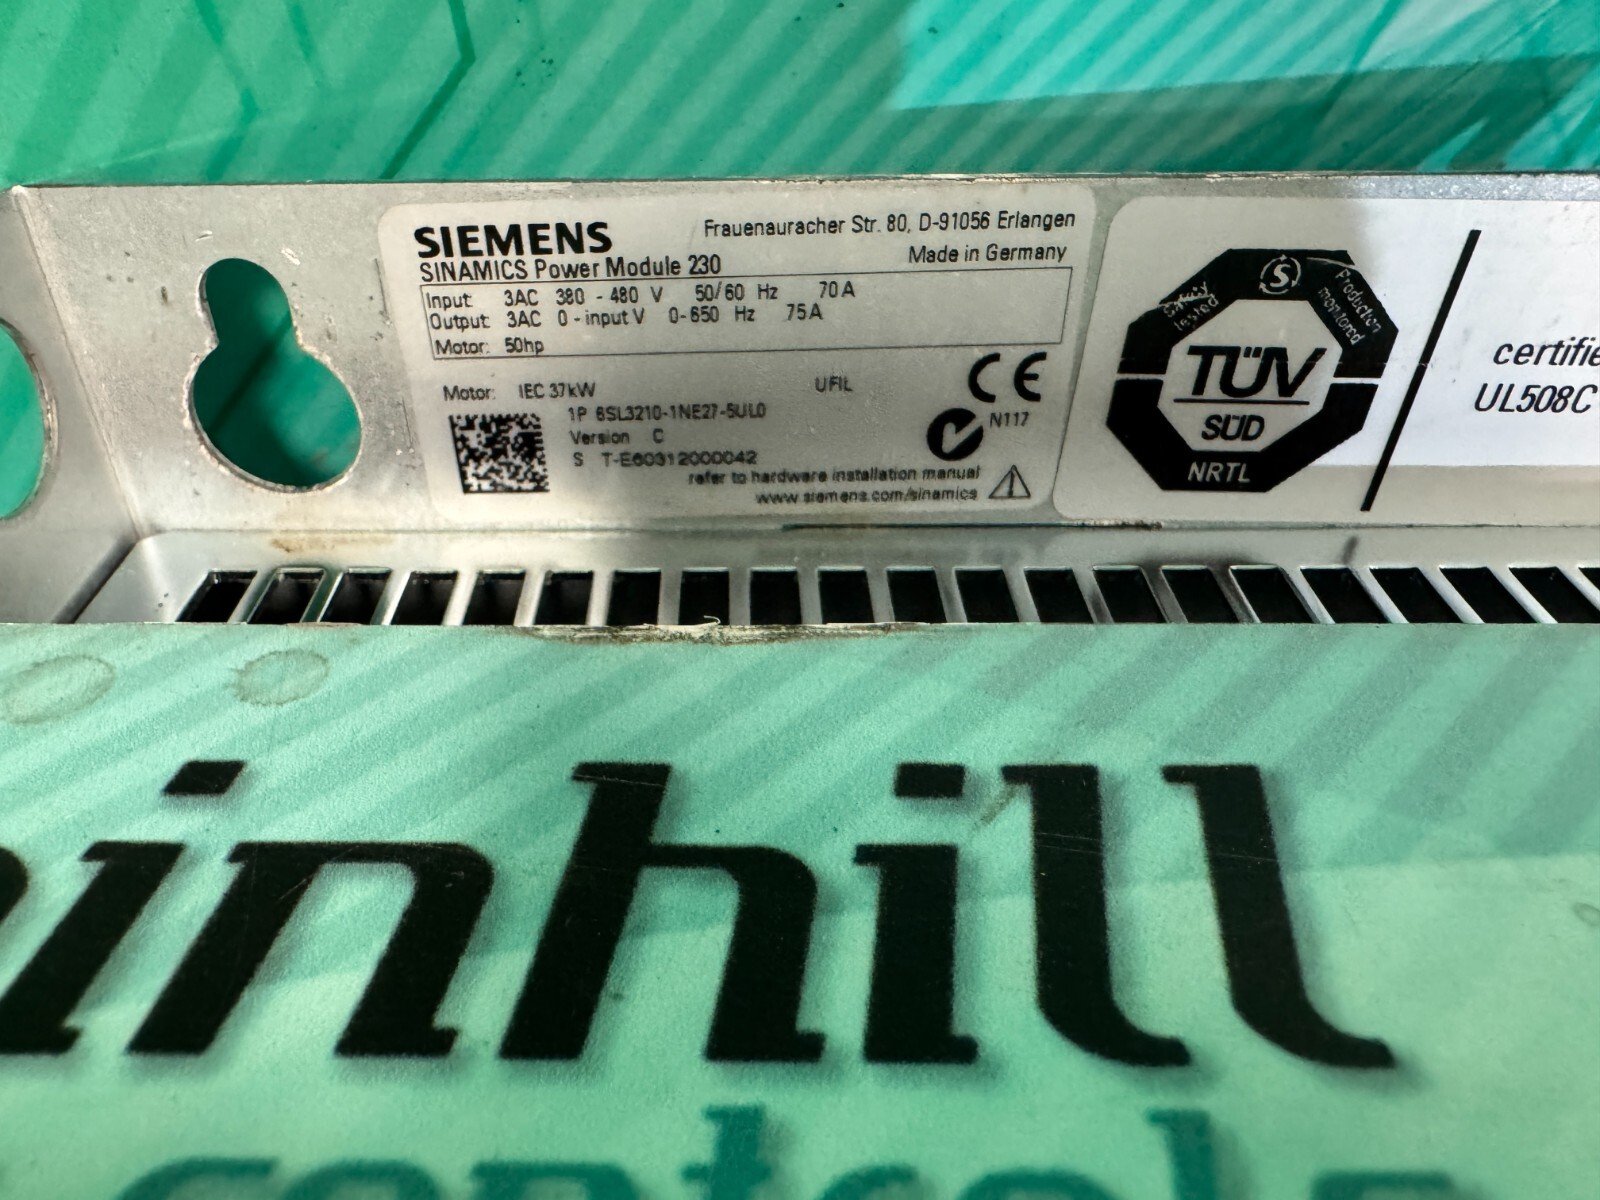 SIEMENS
Frauenauracher Str. 80, D-91056 Erlangen
SINAMICS Power Module 230
Made in Germany
Input: 3AC 380 - 480 V 50/60 Hz 70A
Output: 3AC 0 - input V 0-650 Hz 75A
Motor: 50hp
Motor: IEC 37kW
UFIL
CE
1P 6SL3210-1NE27-5UL0
N117
Version C
S T-E60312000042
refer to hardware installation manual
www.siemens.com/sinamics
S
Safety tested
Production monitored
TÜV
SÜD
NRTL
certifie
UL508C
inhill
controls